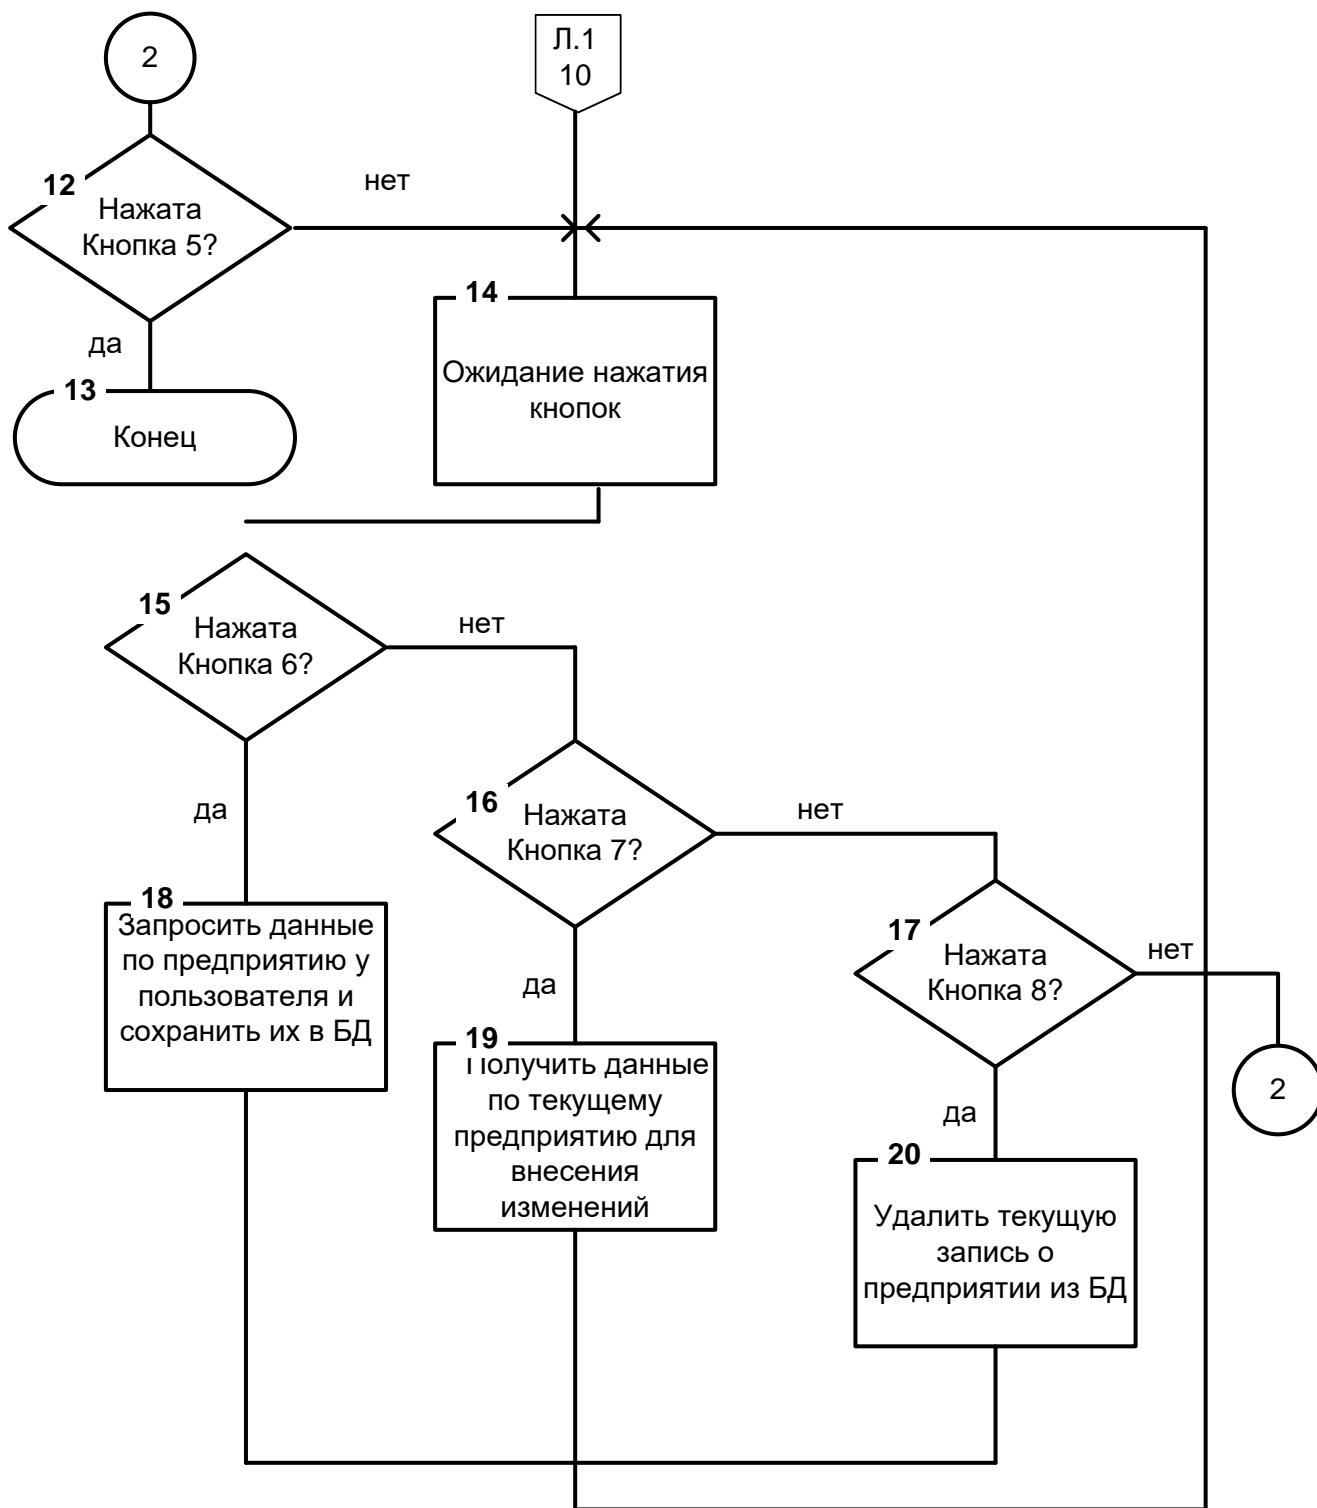 2
Л.1
10
12
Нажата
Кнопка 5?
нет
да
13
Конец
14
Ожидание нажатия
кнопок
15
Нажата
Кнопка 6?
нет
да
16
Нажата
Кнопка 7?
нет
да
17
Нажата
Кнопка 8?
нет
да
2
18
Запросить данные
по предприятию у
пользователя и
сохранить их в БД
19
Получить данные
по текущему
предприятию для
внесения
изменений
20
Удалить текущую
запись о
предприятии из БД